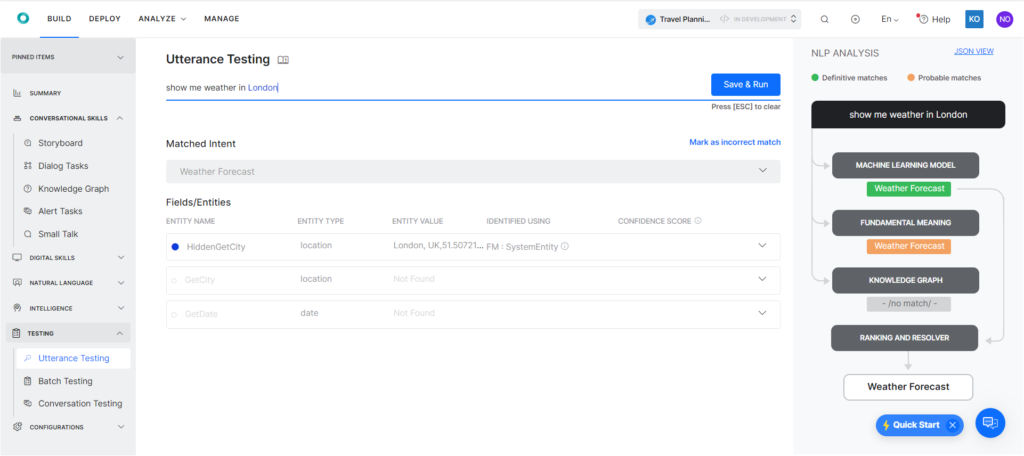 BUILD DEPLOY ANALYZE MANAGE Travel Planni... IN DEVELOPMENT En Help KO NO
PINNED ITEMS
SUMMARY
CONVERSATIONAL SKILLS
Storyboard
Dialog Tasks
Knowledge Graph
Alert Tasks
Small Talk
DIGITAL SKILLS
NATURAL LANGUAGE
INTELLIGENCE
TESTING
Utterance Testing
Batch Testing
Conversation Testing
CONFIGURATIONS
Utterance Testing
show me weather in London
Save & Run
Press [ESC] to clear
Matched Intent Mark as incorrect match
Weather Forecast
Fields/Entities
ENTITY NAME ENTITY TYPE ENTITY VALUE IDENTIFIED USING CONFIDENCE SCORE
HiddenGetCity location London, UK,51.50721... FM : SystemEntity
GetCity location Not Found
GetDate date Not Found
NLP ANALYSIS JSON VIEW
Definitive matches Probable matches
show me weather in London
MACHINE LEARNING MODEL
Weather Forecast
FUNDAMENTAL MEANING
Weather Forecast
KNOWLEDGE GRAPH
- /no match/ -
RANKING AND RESOLVER
Weather Forecast
Quick Start